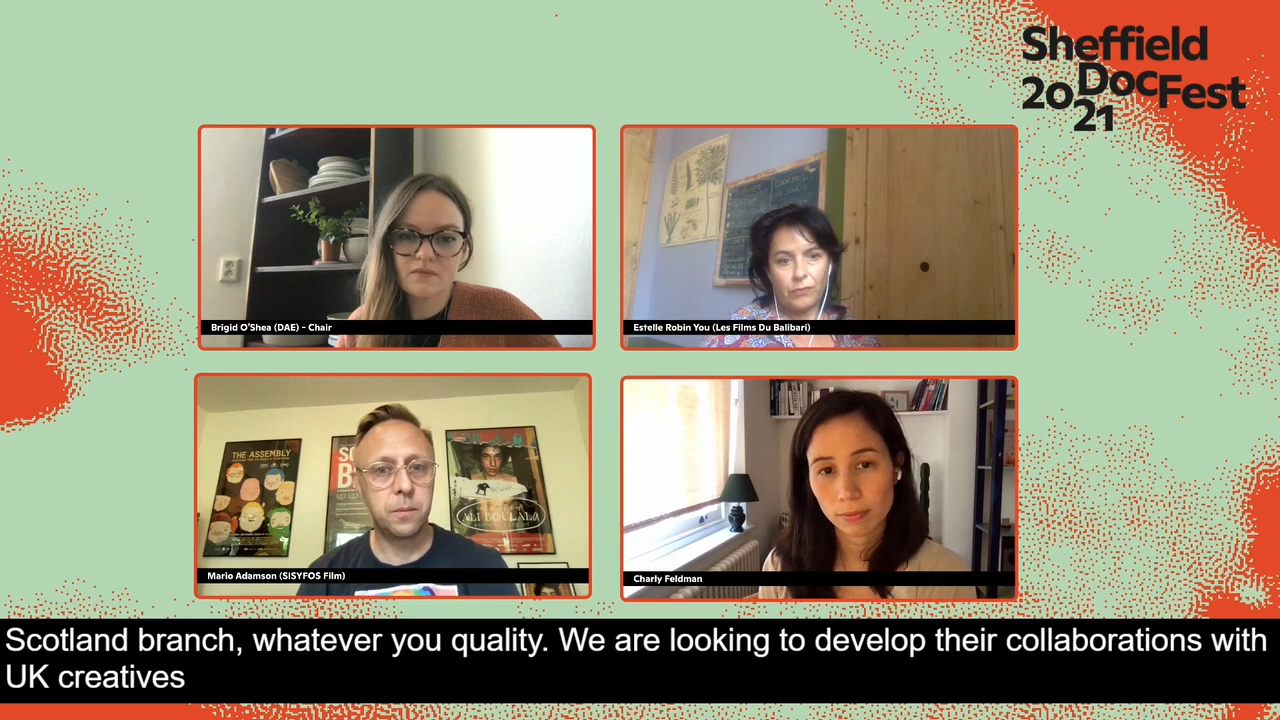 Sheffield
DocFest
2021
Brigid O'Shea (DAE) - Chair
Estelle Robin You (Les Films Du Balibari)
THE ASSEMBLY
ALI BOULALA
Mario Adamson (SISYFOS Film)
Charly Feldman
Scotland branch, whatever you quality. We are looking to develop their collaborations with
UK creatives